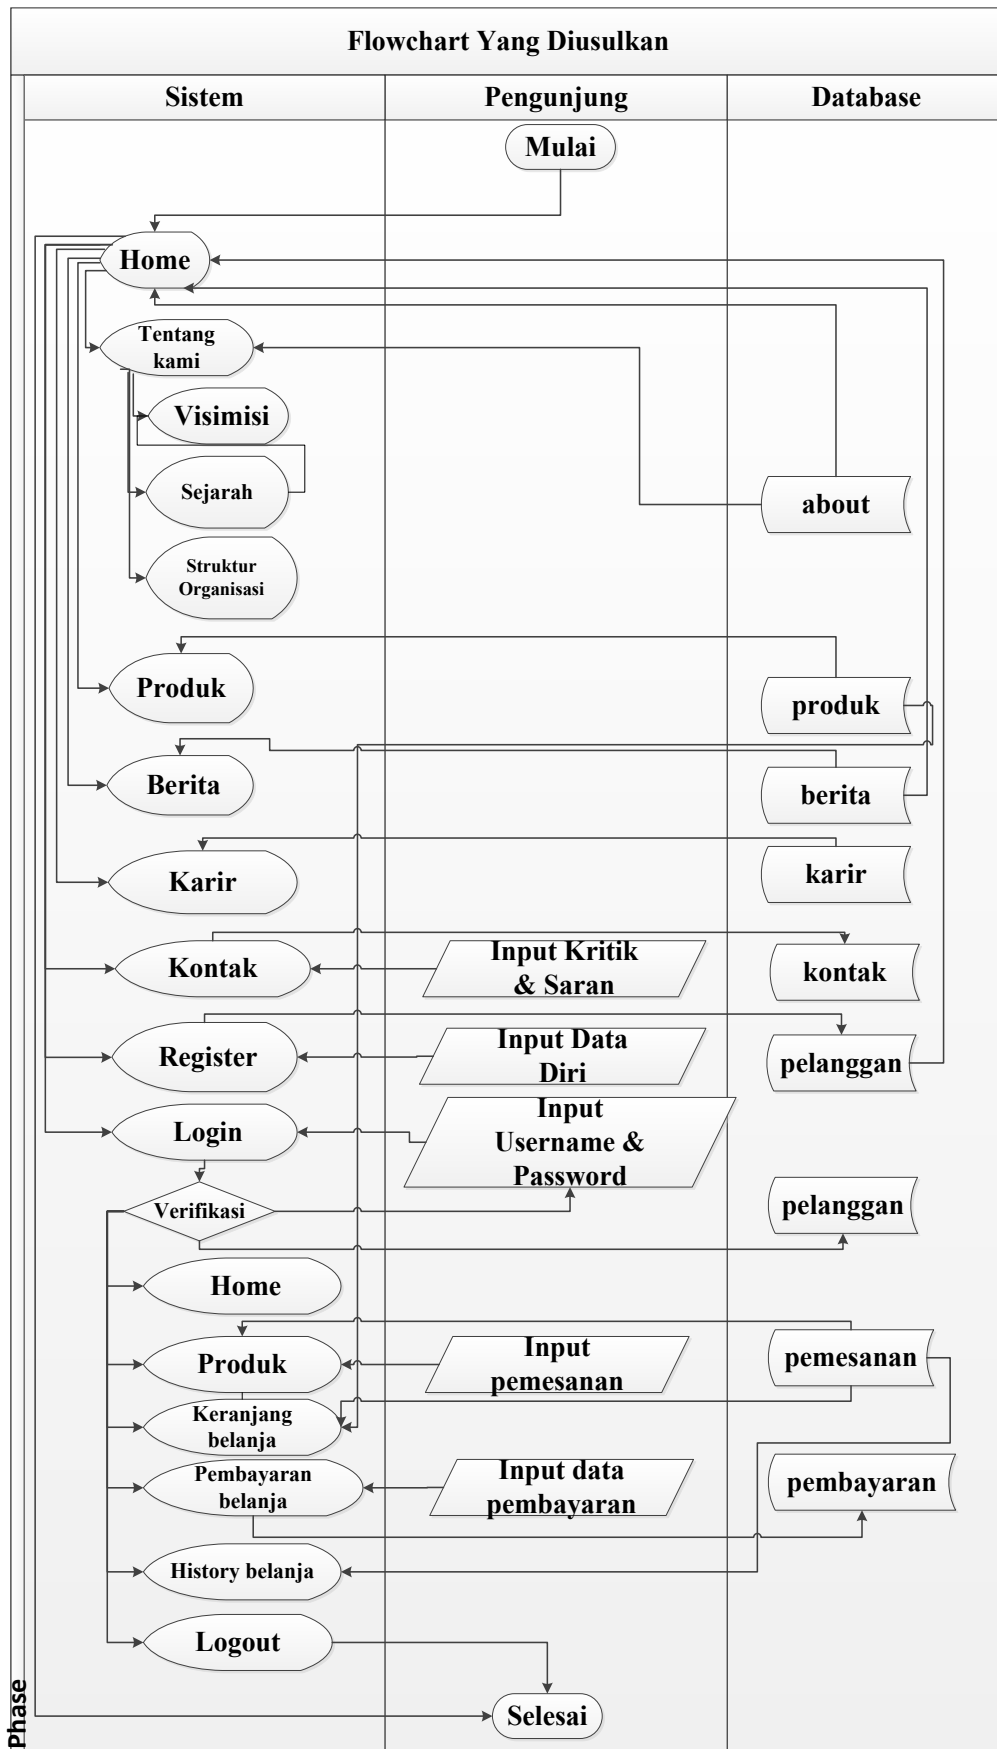 Flowchart Yang Diusulkan
Sistem
Pengunjung
Database
Mulai
Home
Tentang
kami
Visimisi
Sejarah
about
Struktur
Organisasi
Produk
produk
Berita
berita
Karir
karir
Kontak
Input Kritik
& Saran
kontak
Register
Input Data
Diri
pelanggan
Login
Input
Username &
Password
Verifikasi
pelanggan
Home
Produk
Input
pemesanan
pemesanan
Keranjang
belanja
Pembayaran
belanja
Input data
pembayaran
pembayaran
History belanja
Logout
Selesai
Phase